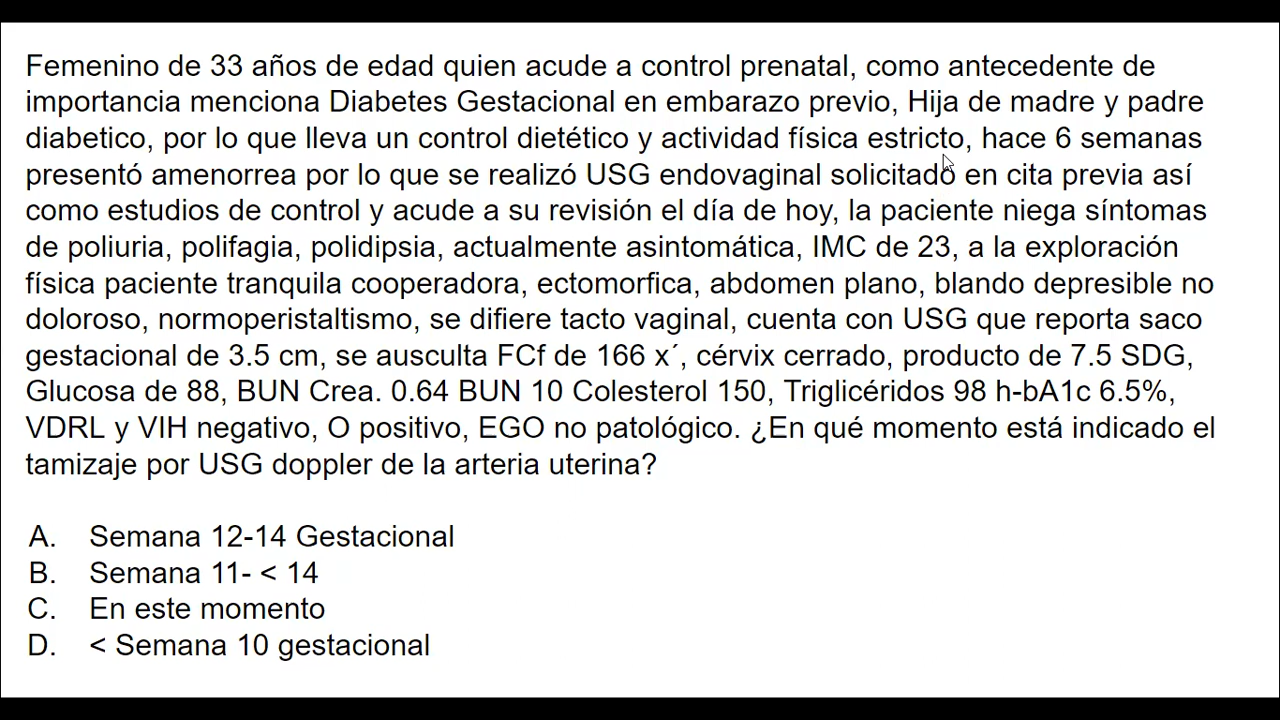 Femenino de 33 años de edad quien acude a control prenatal, como antecedente de
importancia menciona Diabetes Gestacional en embarazo previo, Hija de madre y padre
diabetico, por lo que lleva un control dietético y actividad física estricto, hace 6 semanas
presentó amenorrea por lo que se realizó USG endovaginal solicitado en cita previa así
como estudios de control y acude a su revisión el día de hoy, la paciente niega síntomas
de poliuria, polifagia, polidipsia, actualmente asintomática, IMC de 23, a la exploración
física paciente tranquila cooperadora, ectomorfica, abdomen plano, blando depresible no
doloroso, normoperistaltismo, se difiere tacto vaginal, cuenta con USG que reporta saco
gestacional de 3.5 cm, se ausculta FCf de 166 x´, cérvix cerrado, producto de 7.5 SDG,
Glucosa de 88, BUN Crea. 0.64 BUN 10 Colesterol 150, Triglicéridos 98 h-bA1c 6.5%,
VDRL y VIH negativo, O positivo, EGO no patológico. ¿En qué momento está indicado el
tamizaje por USG doppler de la arteria uterina?
A. Semana 12-14 Gestacional
B. Semana 11- < 14
C. En este momento
D. < Semana 10 gestacional